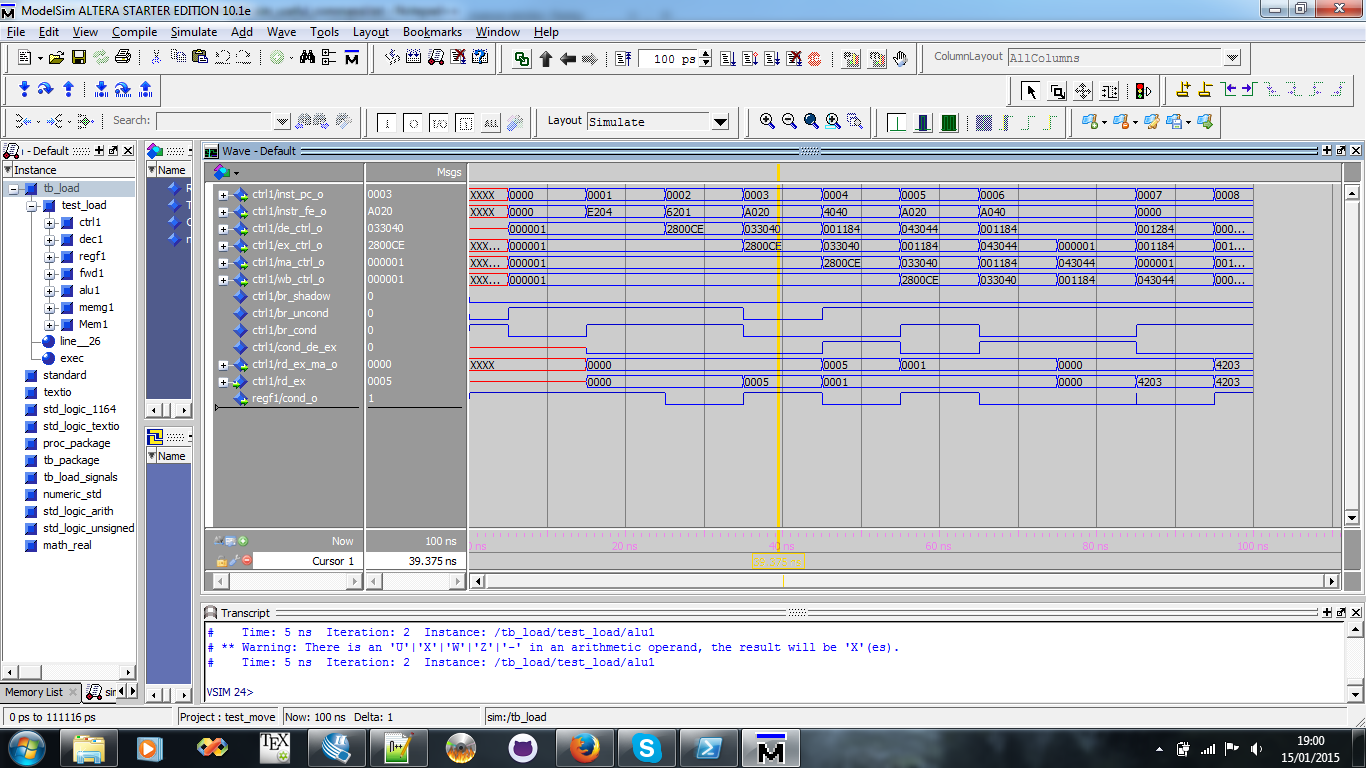 ModelSim ALTERA STARTER EDITION 10.1e
File Edit View Compile Simulate Add Wave Tools Layout Bookmarks Window Help
100 ps
ColumnLayout AllColumns
Search:
Layout Simulate
- Default
Instance
tb_load
test_load
ctrl1
dec1
regf1
fwd1
alu1
memg1
Mem1
line__26
exec
standard
textio
std_logic_1164
std_logic_textio
proc_package
tb_package
tb_load_signals
numeric_std
std_logic_arith
std_logic_unsigned
math_real
Memory List
Name
Name
Wave - Default
Msgs
ctrl1/inst_pc_o 0003 XXXX 0000 0001 0002 0003 0004 0005 0006 0007 0008
ctrl1/instr_fe_o A020 XXXX 0000 E204 6201 A020 4040 A020 A040 0000
ctrl1/de_ctrl_o 033040 000001 2800CE 033040 001184 043044 001184 001284 000...
ctrl1/ex_ctrl_o 2800CE XXX... 000001 2800CE 033040 001184 043044 000001 001184 001...
ctrl1/ma_ctrl_o 000001 XXX... 000001 2800CE 033040 001184 043044 000001 001...
ctrl1/wb_ctrl_o 000001 XXX... 000001 2800CE 033040 001184 043044 000...
ctrl1/br_shadow 0
ctrl1/br_uncond 0
ctrl1/br_cond 0
ctrl1/cond_de_ex 0
ctrl1/rd_ex_ma_o 0000 XXXX 0000 0005 0001 0000 4203
ctrl1/rd_ex 0005 0000 0005 0001 0000 4203 4203
regf1/cond_o 1
Now 100 ns
ns 20 ns 40 ns 60 ns 80 ns 100 ns
Cursor 1 39.375 ns
Transcript
# Time: 5 ns Iteration: 2 Instance: /tb_load/test_load/alu1
# ** Warning: There is an 'U'|'X'|'W'|'Z'|'-' in an arithmetic operand, the result will be 'X'(es).
# Time: 5 ns Iteration: 2 Instance: /tb_load/test_load/alu1
VSIM 24>
0 ps to 111116 ps Project : test_move Now: 100 ns Delta: 1 sim:/tb_load
19:00
15/01/2015